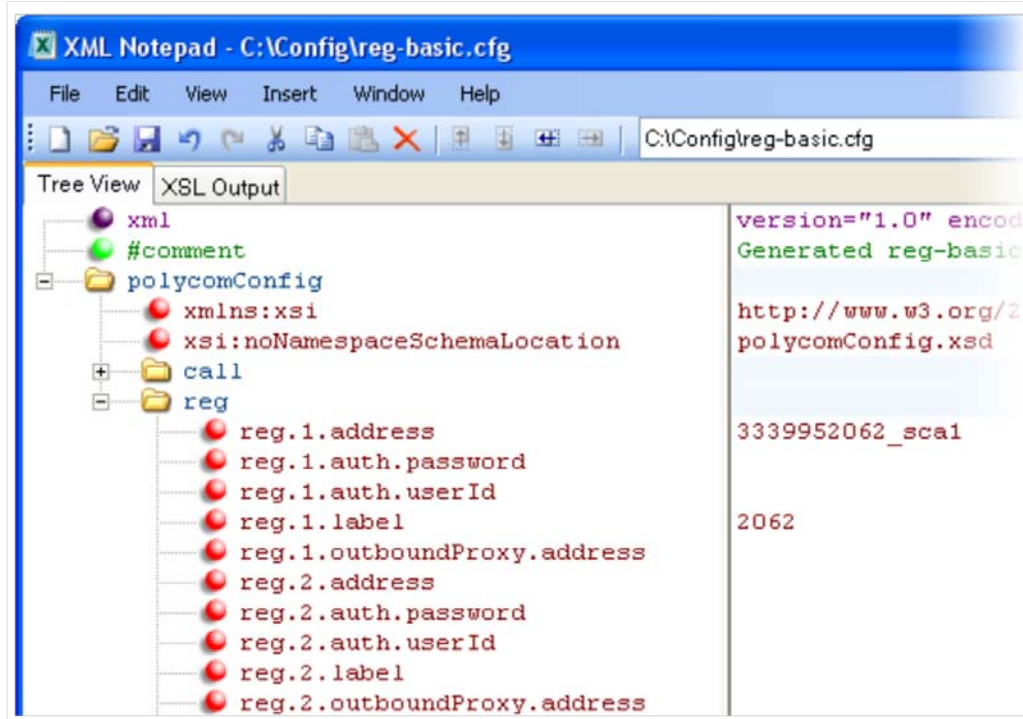 XML Notepad - C:\Config\reg-basic.cfg
File Edit View Insert Window Help
C:\Config\reg-basic.cfg
Tree View XSL Output
xml version="1.0" encod
#comment Generated reg-basic
polycomConfig
xmlns:xsi http://www.w3.org/2
xsi:noNamespaceSchemaLocation polycomConfig.xsd
call
reg
reg.1.address 3339952062_sca1
reg.1.auth.password
reg.1.auth.userId
reg.1.label 2062
reg.1.outboundProxy.address
reg.2.address
reg.2.auth.password
reg.2.auth.userId
reg.2.label
reg.2.outboundProxy.address